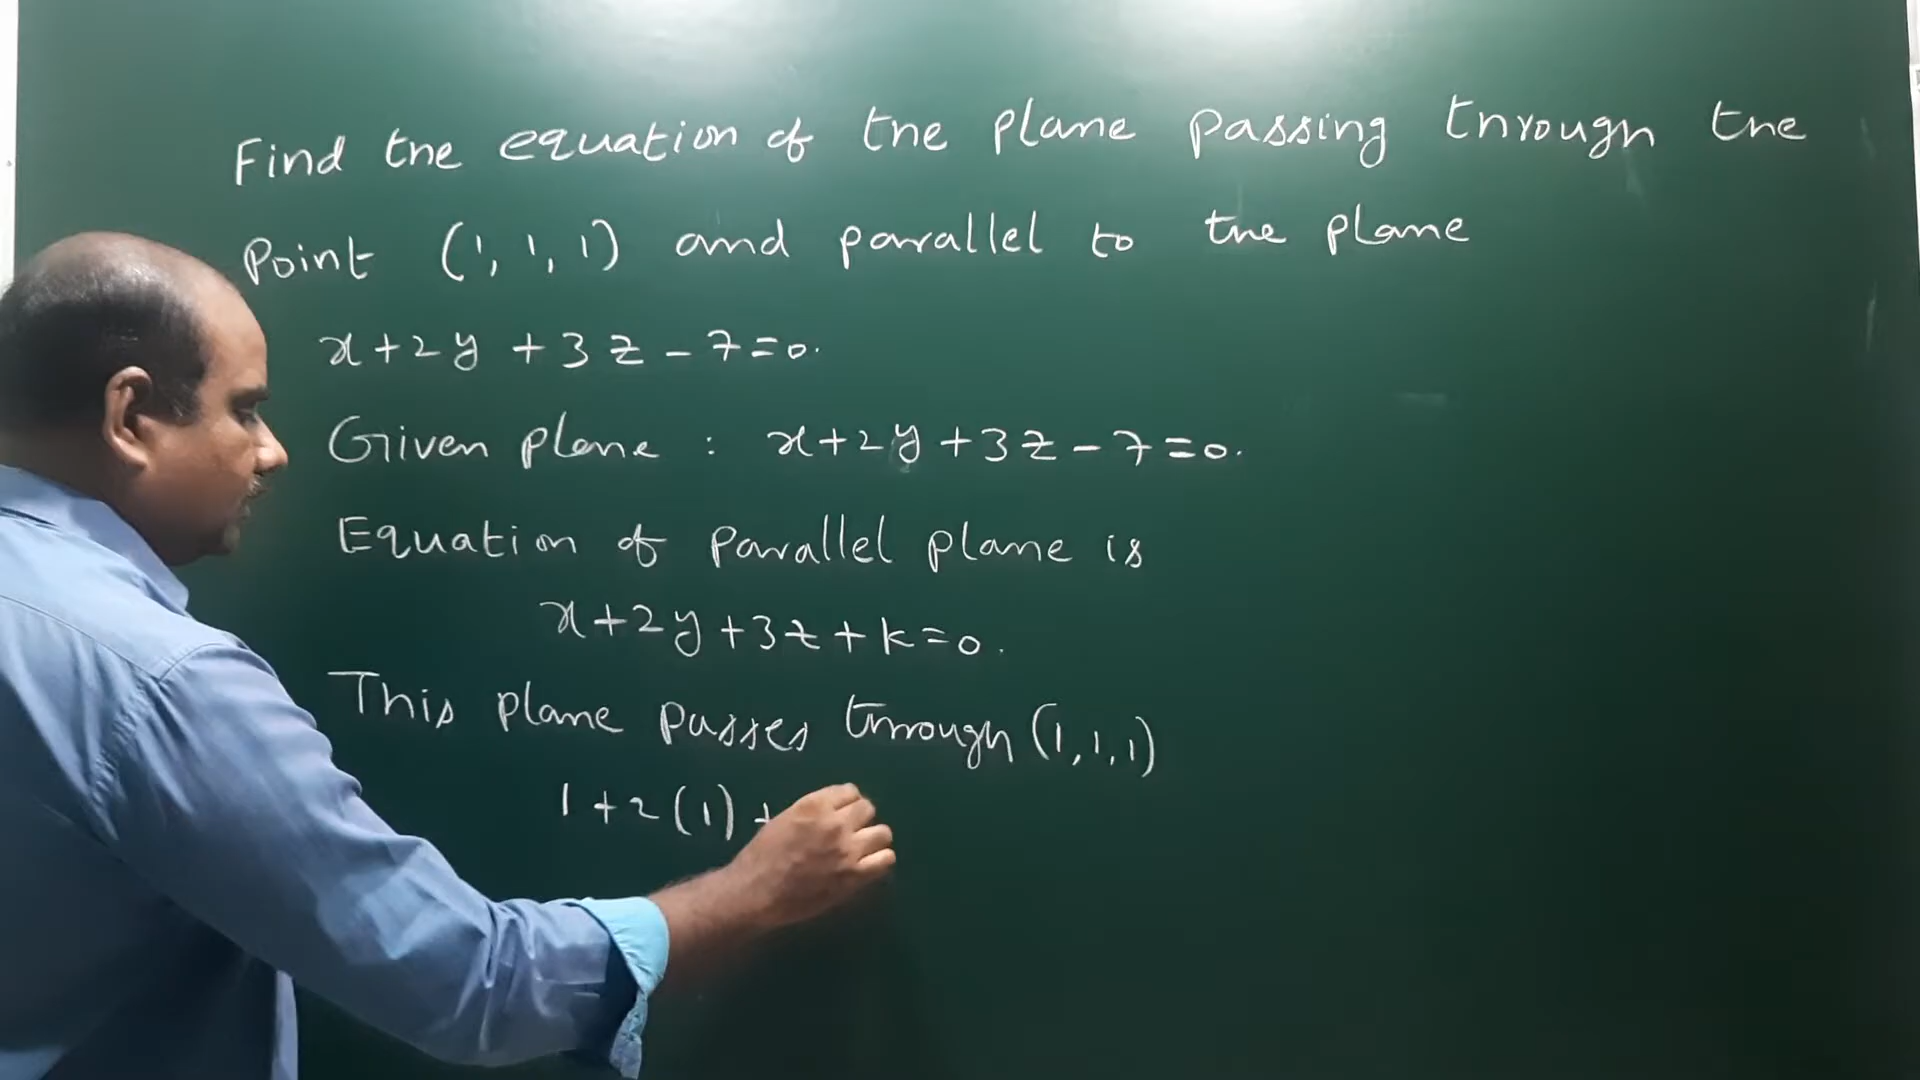 Find the equation of the plane passing through the
Point (1, 1, 1) and parallel to the plane
x+2y+3z-7=0.
Given plane : x+2y+3z-7=0.
Equation of parallel plane is
x+2y+3z+k=0.
This plane passes through (1,1,1)
1+2(1)+